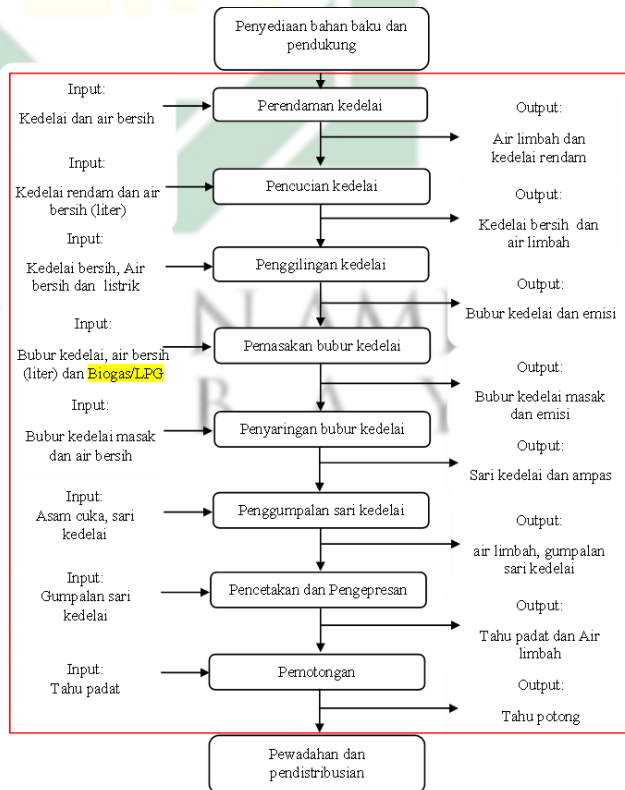 Penyediaan bahan baku dan
pendukung
Input:
Kedelai dan air bersih
Perendaman kedelai
Output:
Air limbah dan
kedelai rendam
Input:
Kedelai rendam dan air
bersih (liter)
Pencucian kedelai
Output:
Kedelai bersih dan
air limbah
Input:
Kedelai bersih, Air
bersih dan listrik
Penggilingan kedelai
Output:
Bubur kedelai dan emisi
Input:
Bubur kedelai, air bersih
(liter) dan Biogas/LPG
Pemasakan bubur kedelai
Output:
Bubur kedelai masak
dan emisi
Input:
Bubur kedelai masak
dan air bersih
Penyaringan bubur kedelai
Output:
Sari kedelai dan ampas
Input:
Asam cuka, sari
kedelai
Penggumpalan sari kedelai
Output:
air limbah, gumpalan
sari kedelai
Input:
Gumpalan sari
kedelai
Pencetakan dan Pengepresan
Output:
Tahu padat dan Air
limbah
Input:
Tahu padat
Pemotongan
Output:
Tahu potong
Pewadahan dan
pendistribusian